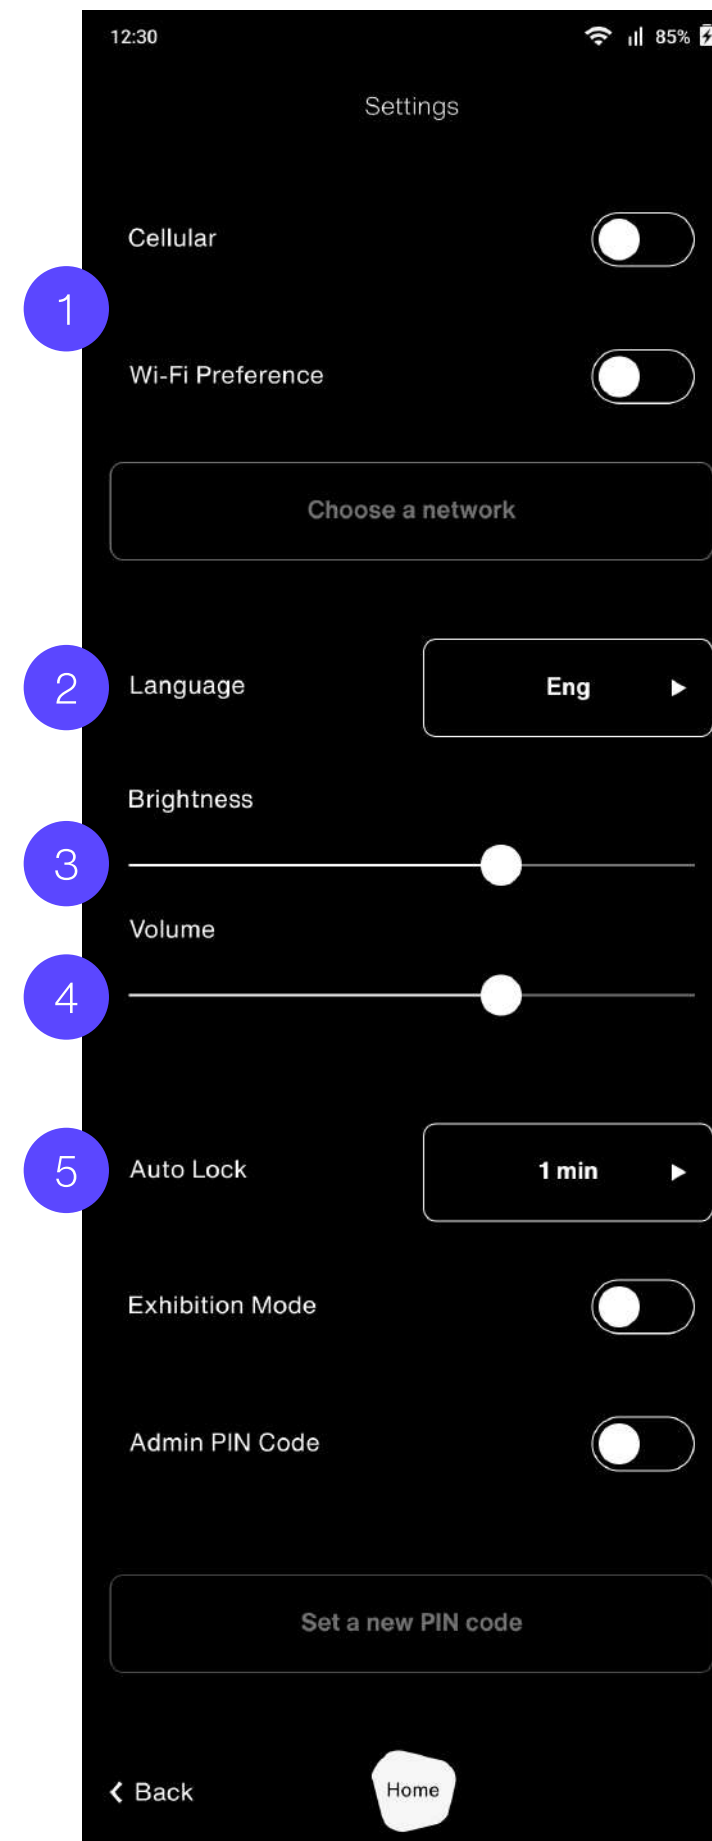 12:30 85%
Settings
Cellular
1
Wi-Fi Preference
Choose a network
2 Language Eng
Brightness
3
Volume
4
5 Auto Lock 1 min
Exhibition Mode
Admin PIN Code
Set a new PIN code
Back Home